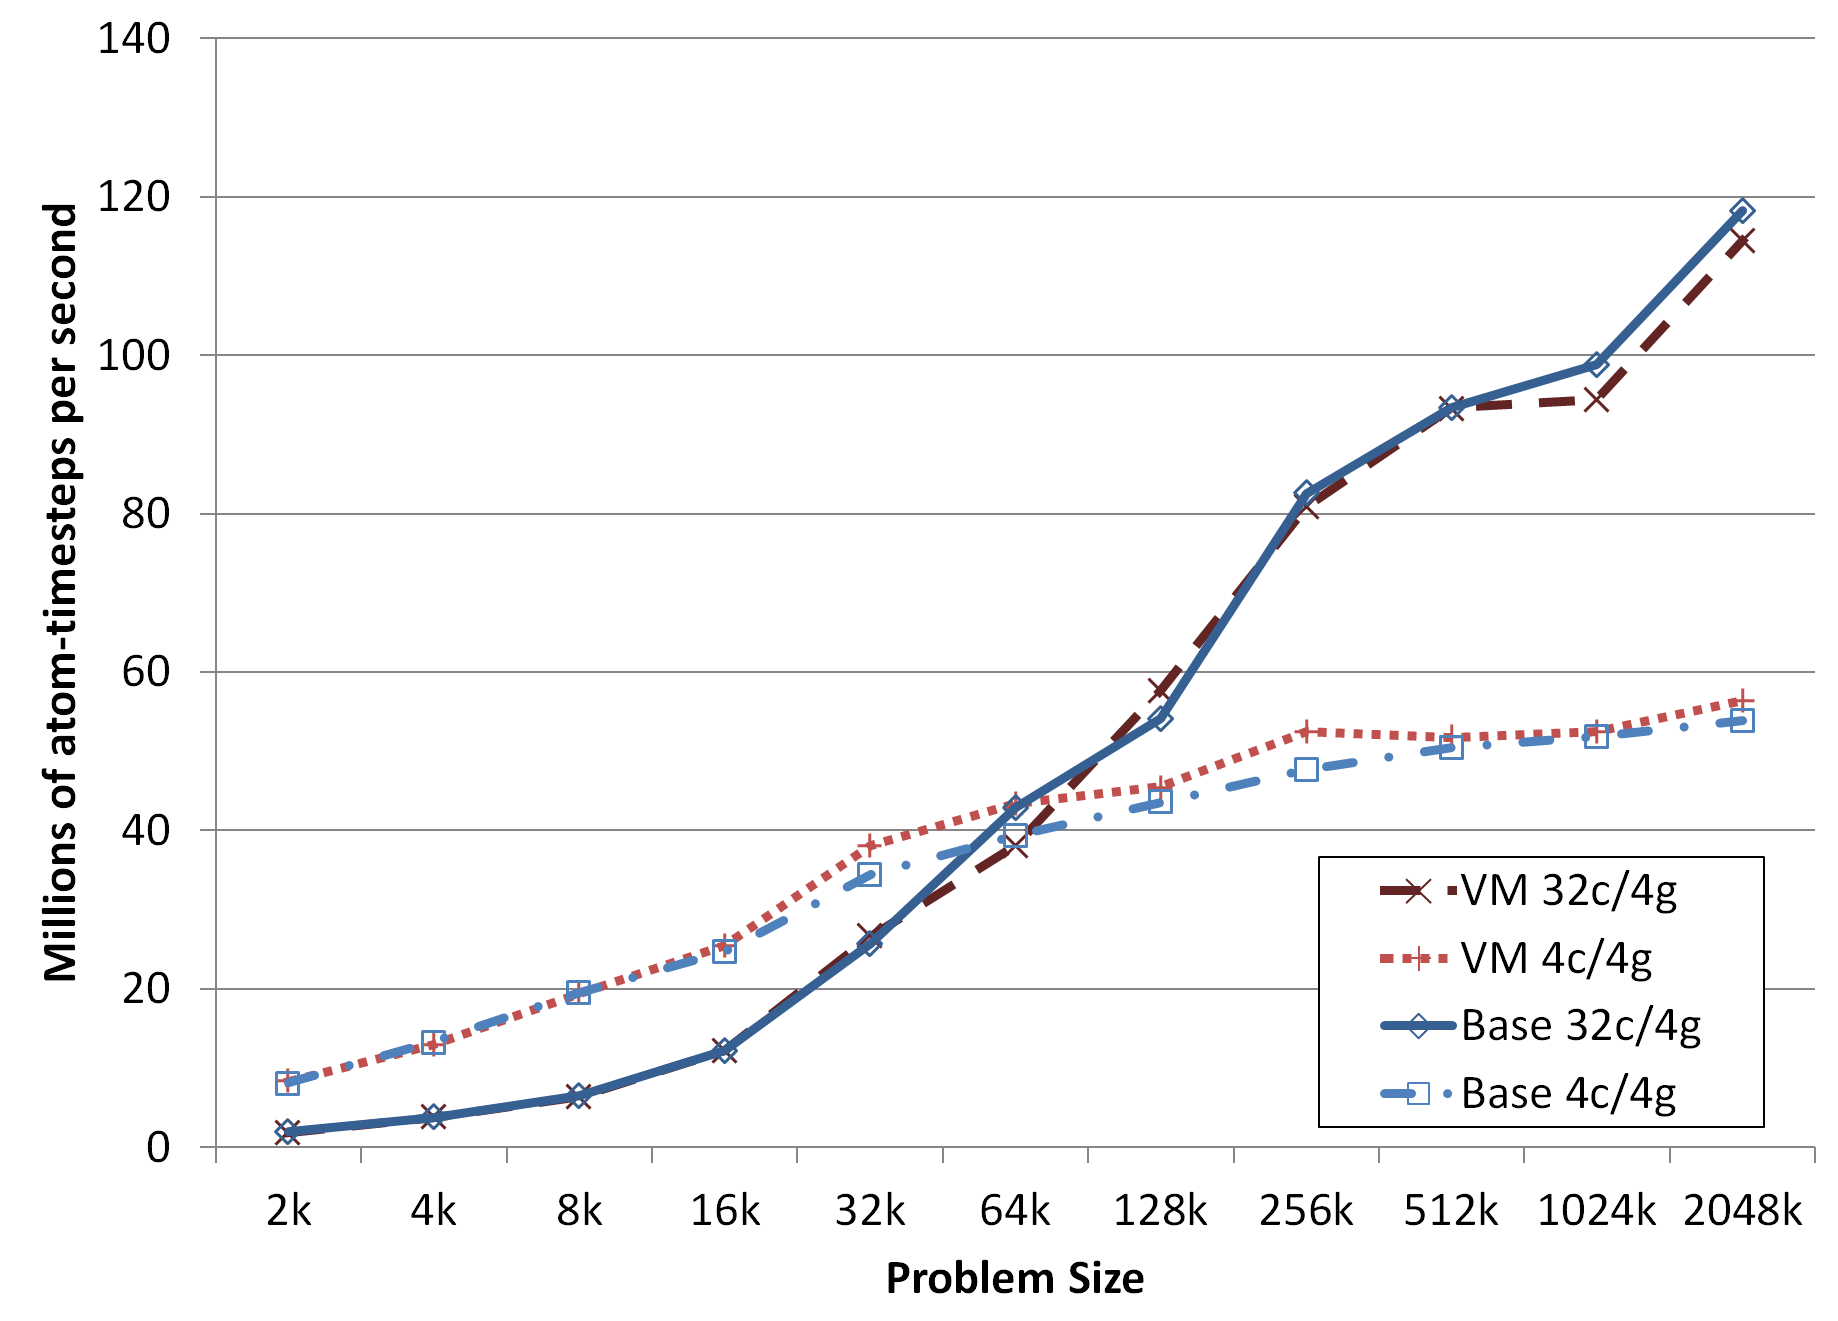 140
120
100
80
60
40
20
0
Millions of atom-timesteps per second
VM 32c/4g
VM 4c/4g
Base 32c/4g
Base 4c/4g
2k 4k 8k 16k 32k 64k 128k 256k 512k 1024k 2048k
Problem Size